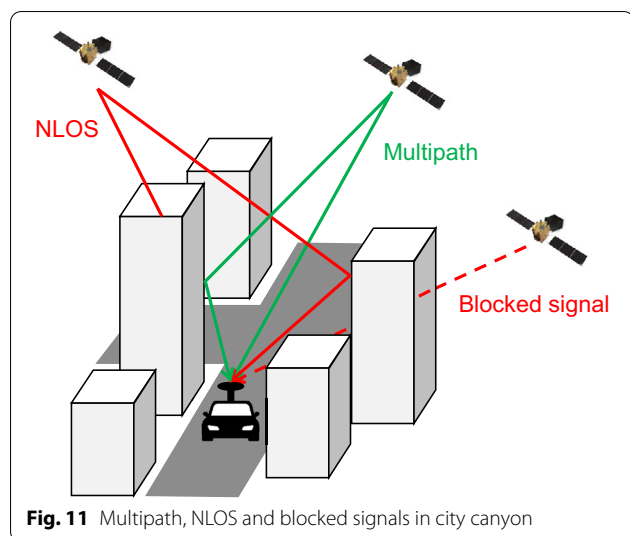 NLOS
Multipath
Blocked signal
Fig. 11 Multipath, NLOS and blocked signals in city canyon